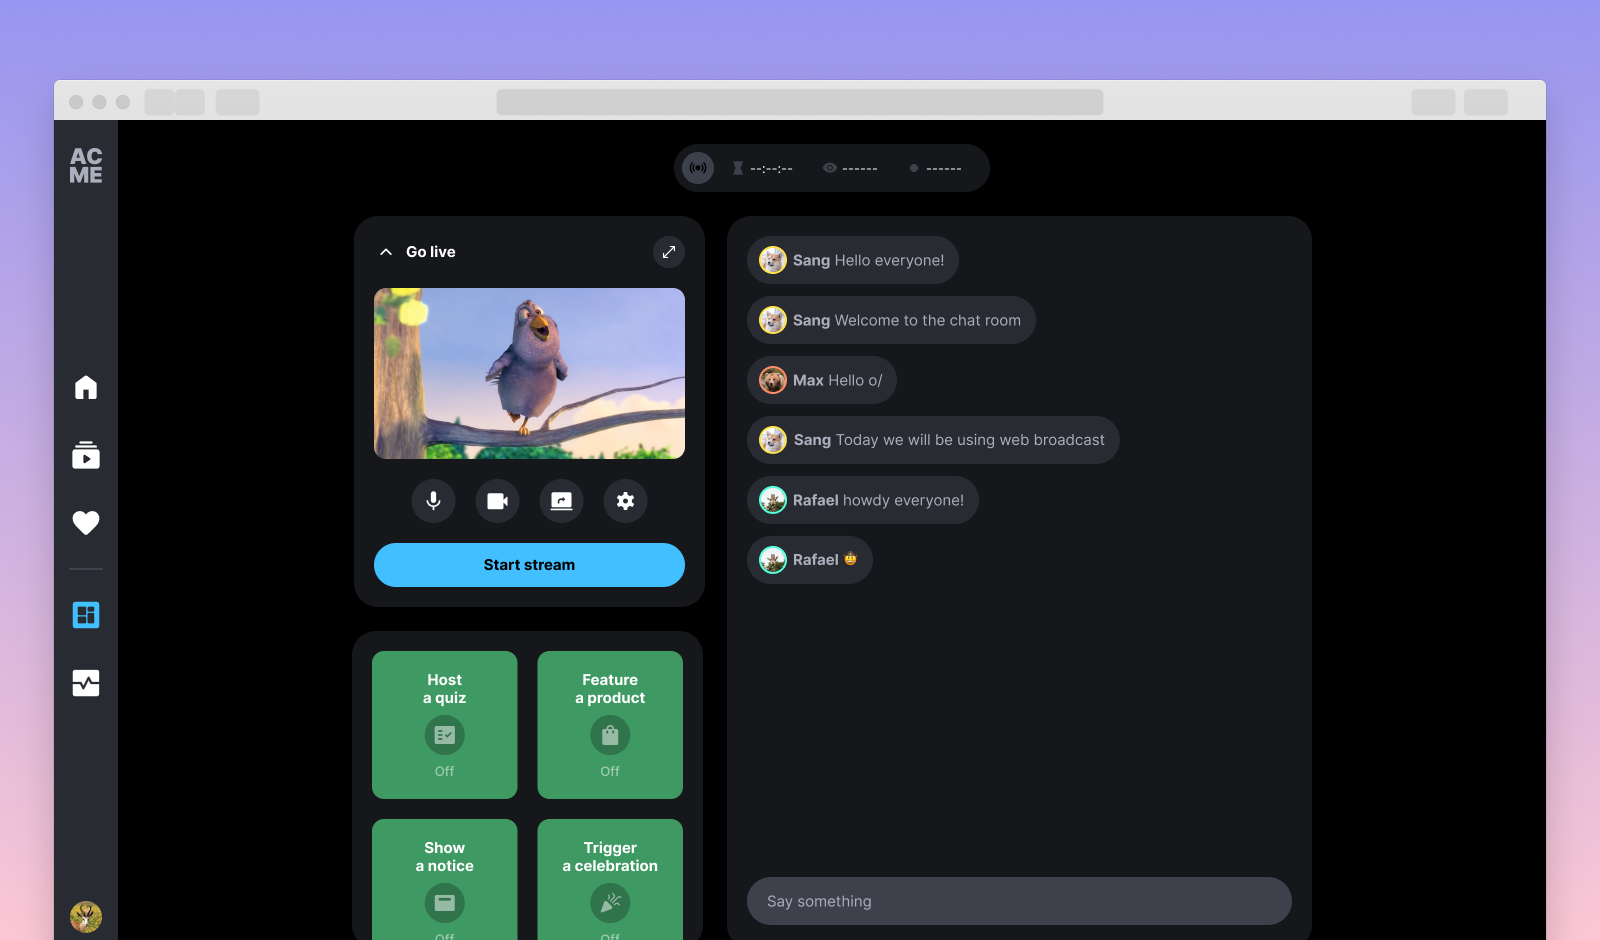 AC
ME
--:--:-- ------ ------
Go live
Start stream
Host
a quiz
Off
Feature
a product
Off
Show
a notice
Off
Trigger
a celebration
Off
Sang Hello everyone!
Sang Welcome to the chat room
Max Hello o/
Sang Today we will be using web broadcast
Rafael howdy everyone!
Rafael 🤠
Say something